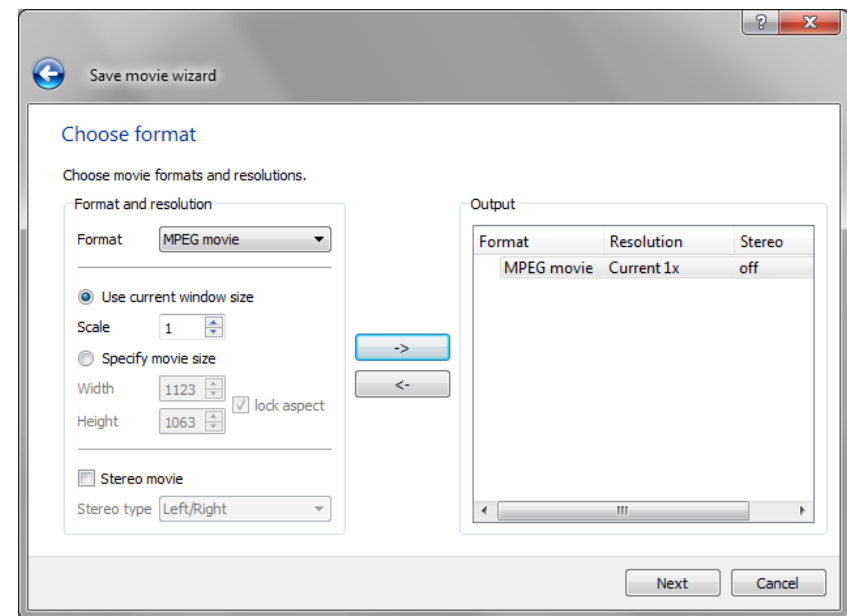 ?
X
Save movie wizard
Choose format
Choose movie formats and resolutions.
Format and resolution
Format MPEG movie
Use current window size
Scale 1
Specify movie size
Width 1123
lock aspect
Height 1063
Stereo movie
Stereo type Left/Right
->
<-
Output
Format Resolution Stereo
MPEG movie Current 1x off
Next Cancel